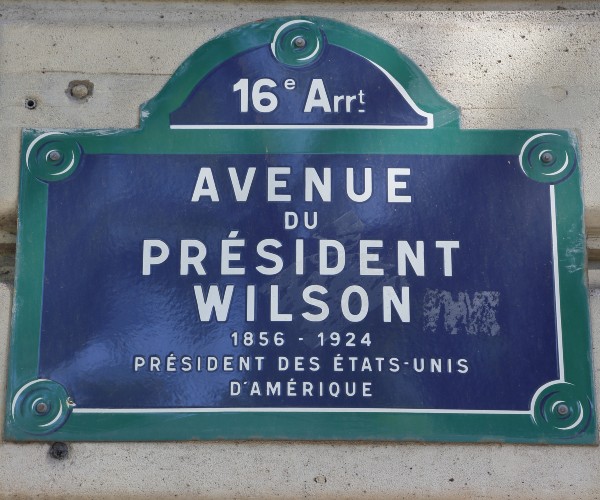 16e Arrt
AVENUE
DU
PRÉSIDENT
WILSON
1856 - 1924
PRÉSIDENT DES ÉTATS-UNIS
D'AMÉRIQUE